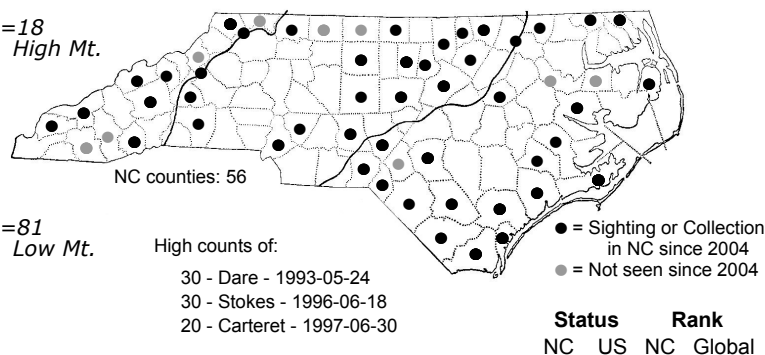 =18
High Mt.
NC counties: 56
=81
Low Mt.
High counts of:
30 - Dare - 1993-05-24
30 - Stokes - 1996-06-18
20 - Carteret - 1997-06-30
= Sighting or Collection
in NC since 2004
= Not seen since 2004
Status Rank
NC US NC Global